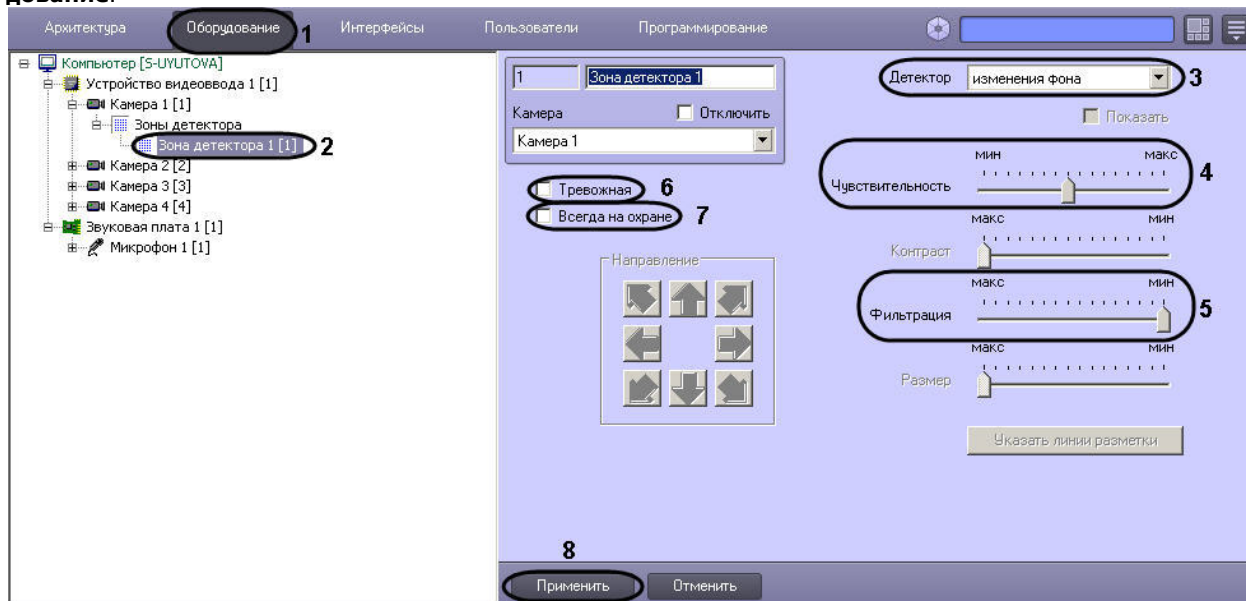 дование.
Архитектура Оборудование 1 Интерфейсы Пользователи Программирование
Компьютер [S-UYUTOVA]
Устройство видеоввода 1 [1]
Камера 1 [1]
Зоны детектора
Зона детектора 1 [1] 2
Камера 2 [2]
Камера 3 [3]
Камера 4 [4]
Звуковая плата 1 [1]
Микрофон 1 [1]
1 Зона детектора 1
Камера Отключить
Камера 1
Тревожная 6
Всегда на охране 7
Направление
Детектор изменения фона 3
Показать
мин макс
Чувствительность 4
макс мин
Контраст
макс мин
Фильтрация 5
макс мин
Размер
Указать линии разметки
8
Применить Отменить